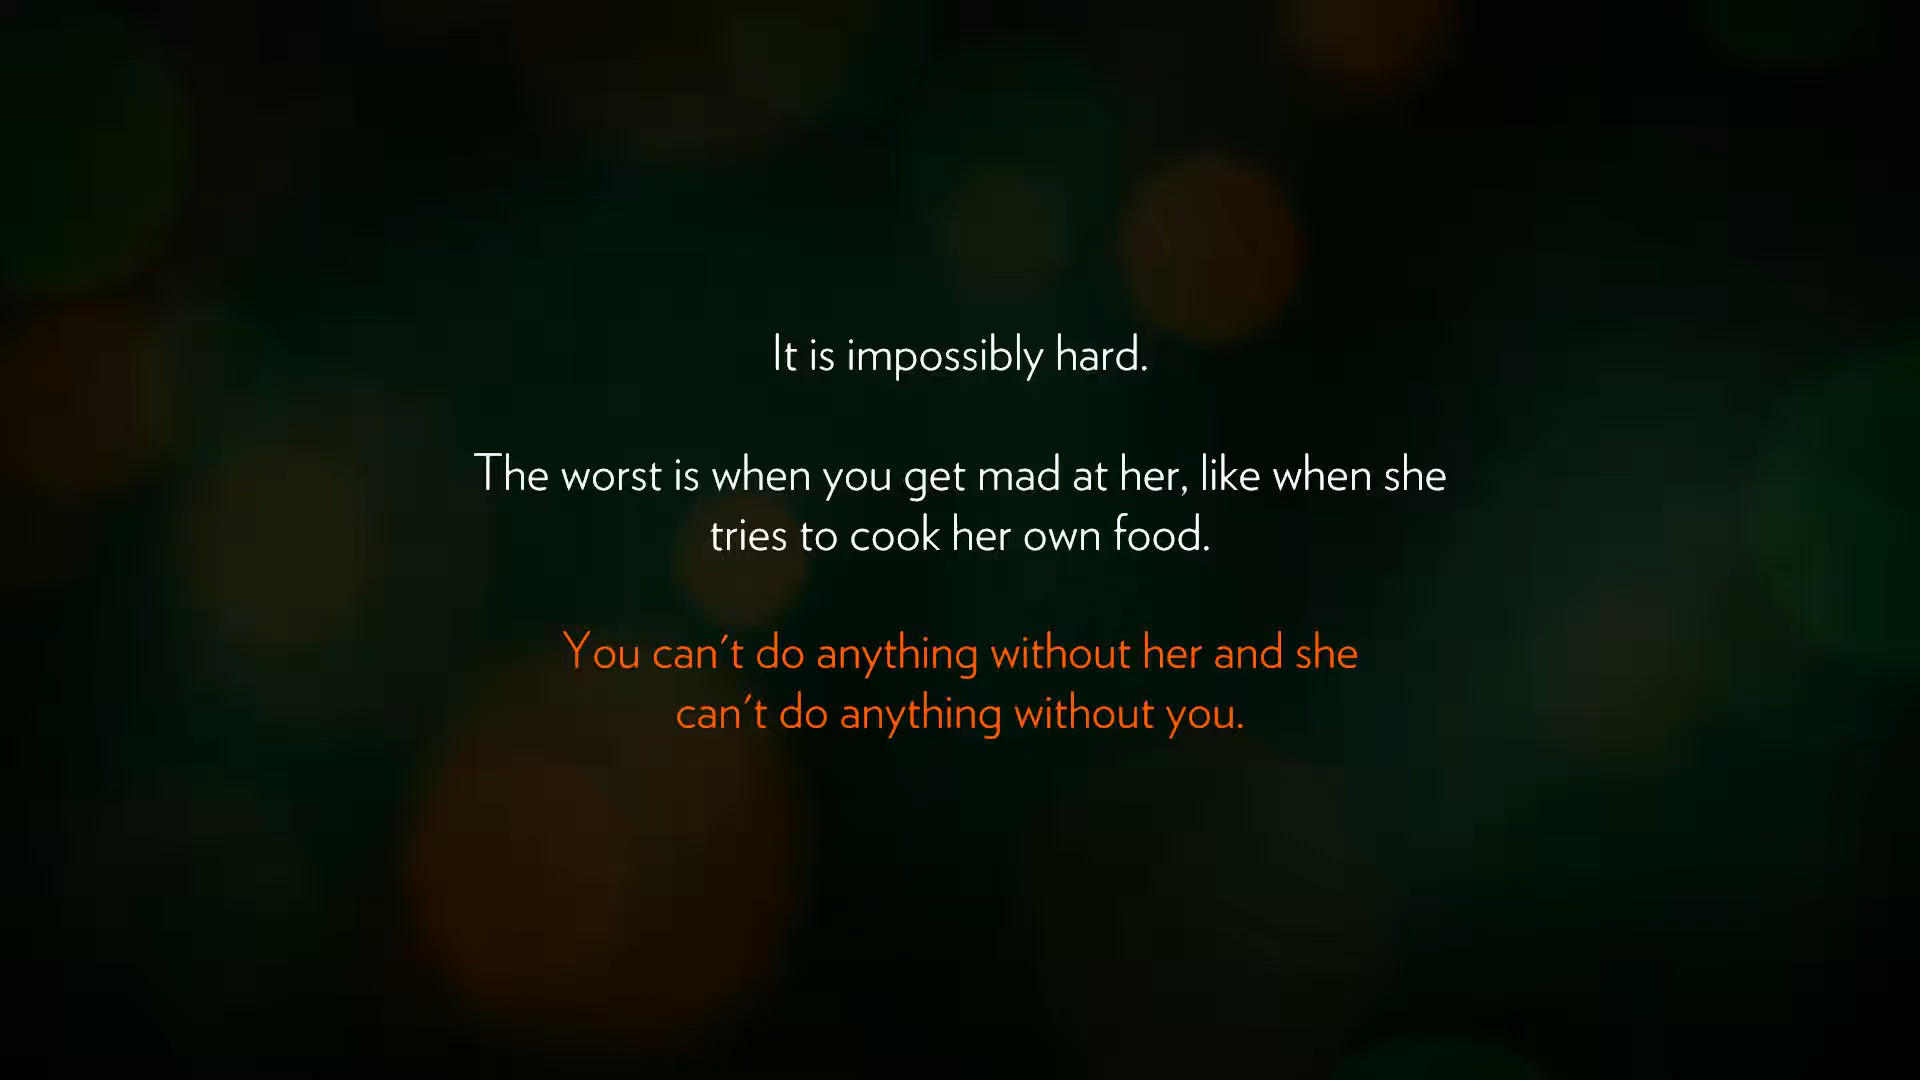 It is impossibly hard.
The worst is when you get mad at her, like when she
tries to cook her own food.
You can't do anything without her and she
can't do anything without you.